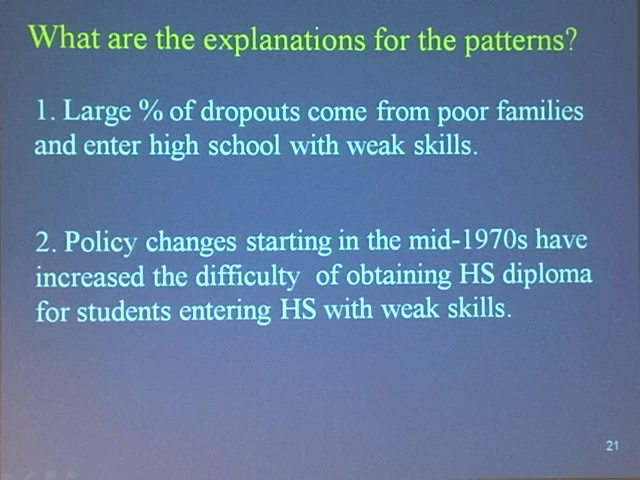 What are the explanations for the patterns?
1. Large % of dropouts come from poor families
and enter high school with weak skills.
2. Policy changes starting in the mid-1970s have
increased the difficulty of obtaining HS diploma
for students entering HS with weak skills.
21